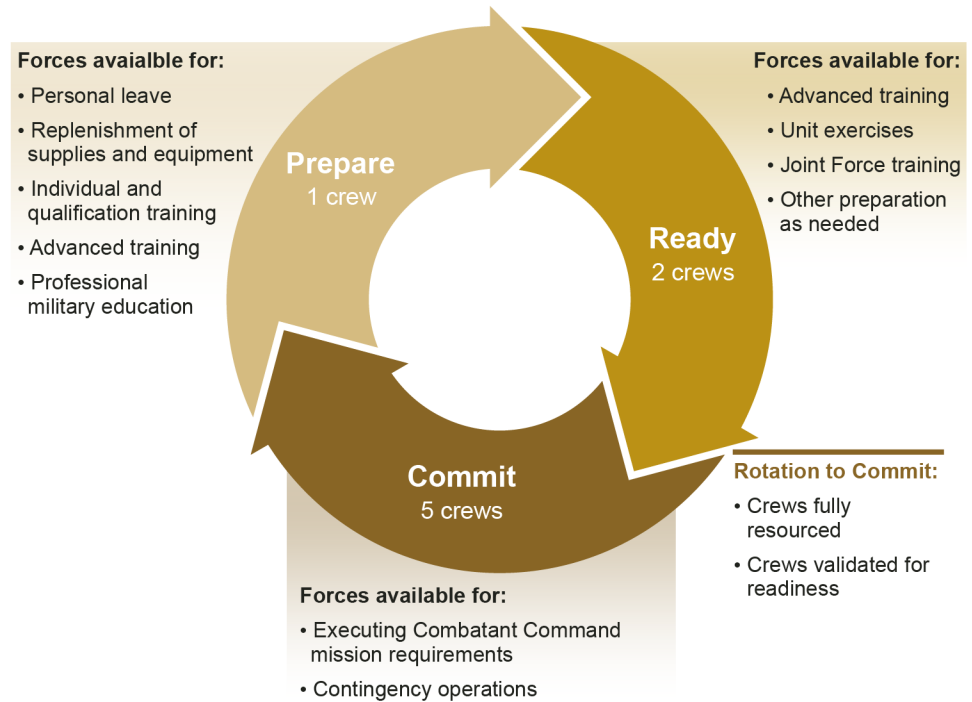 Forces avaialble for:
• Personal leave
• Replenishment of
supplies and equipment
• Individual and
qualification training
• Advanced training
• Professional
military education
Prepare
1 crew
Forces available for:
• Advanced training
• Unit exercises
• Joint Force training
• Other preparation
as needed
Ready
2 crews
Rotation to Commit:
• Crews fully
resourced
• Crews validated for
readiness
Commit
5 crews
Forces available for:
• Executing Combatant Command
mission requirements
• Contingency operations